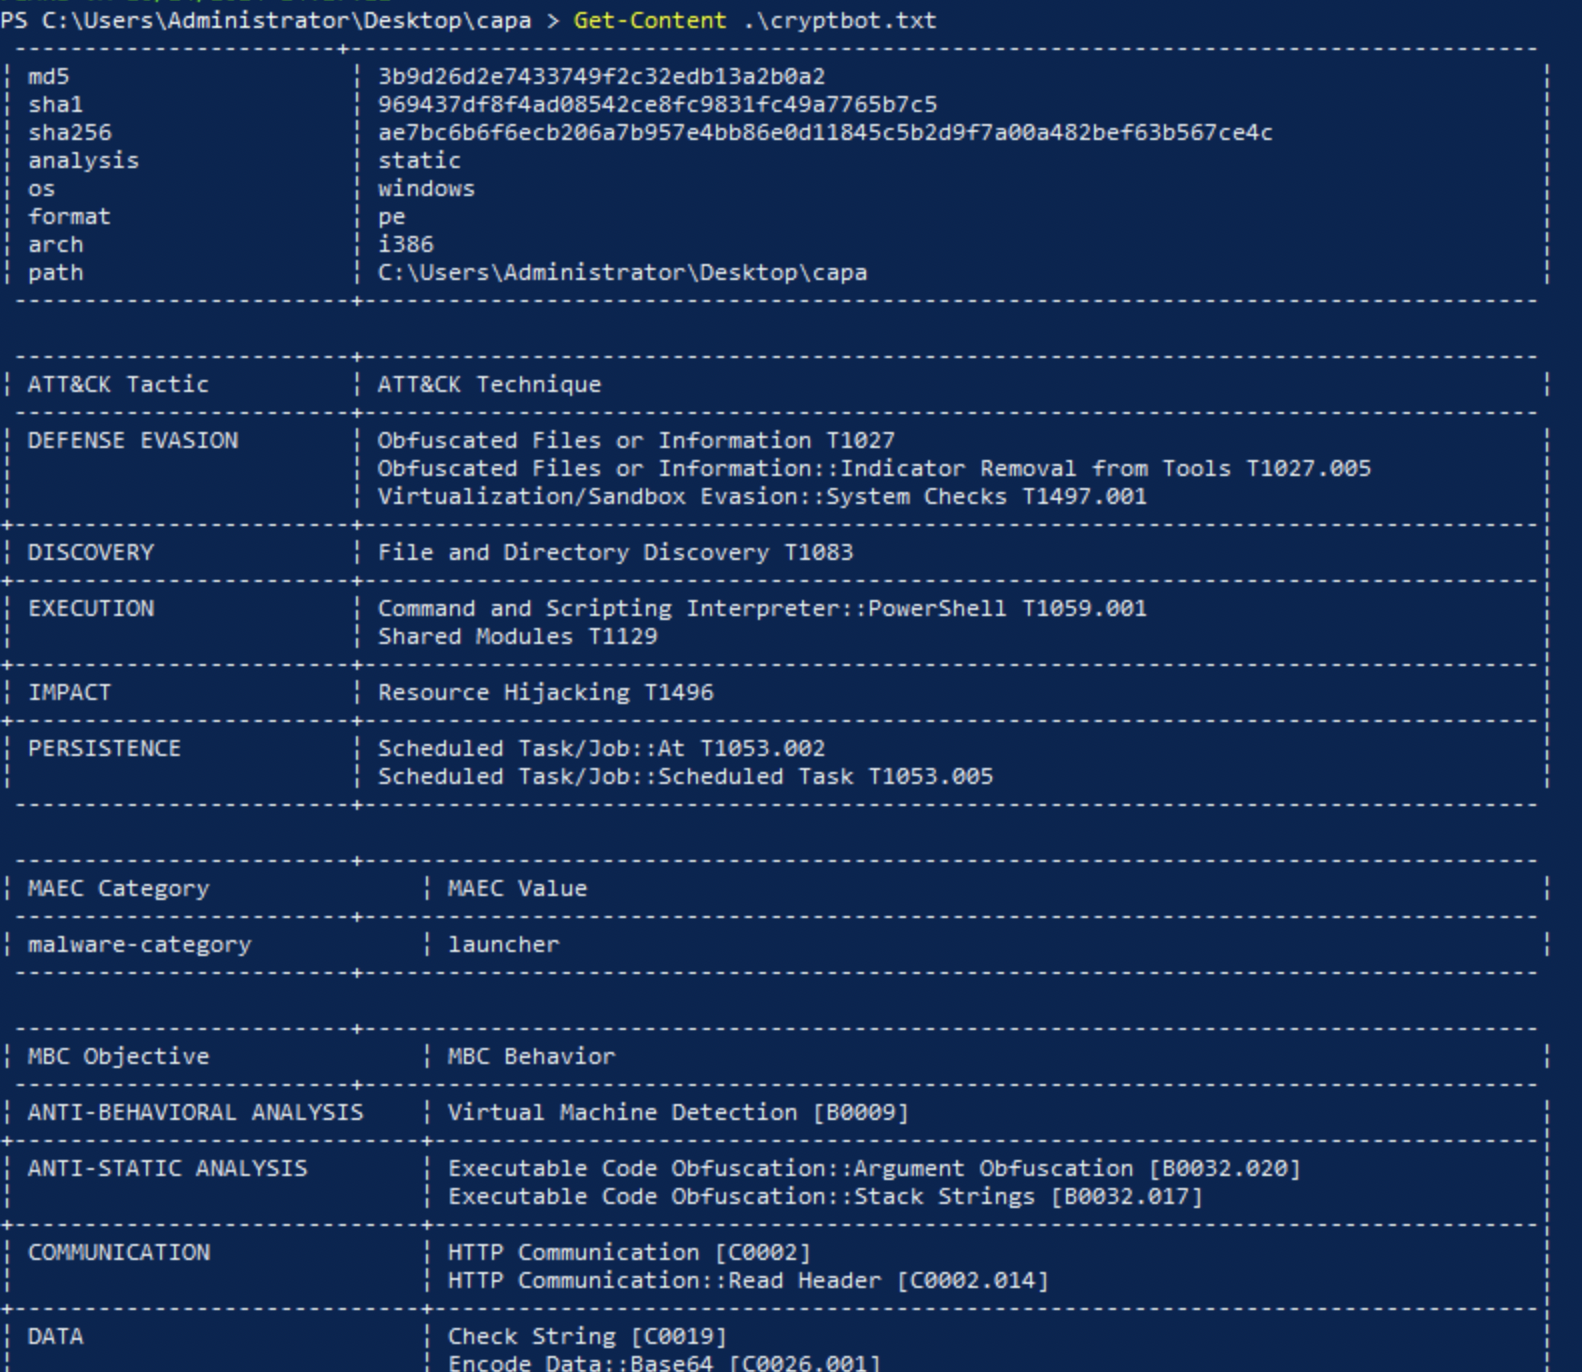 PS C:\Users\Administrator\Desktop\capa > Get-Content .\cryptbot.txt
md5 3b9d26d2e7433749f2c32edb13a2b0a2
sha1 969437df8f4ad08542ce8fc9831fc49a7765b7c5
sha256 ae7bc6b6f6ecb206a7b957e4bb86e0d11845c5b2d9f7a00a482bef63b567ce4c
analysis static
os windows
format pe
arch i386
path C:\Users\Administrator\Desktop\capa
ATT&CK Tactic ATT&CK Technique
DEFENSE EVASION Obfuscated Files or Information T1027
Obfuscated Files or Information::Indicator Removal from Tools T1027.005
Virtualization/Sandbox Evasion::System Checks T1497.001
DISCOVERY File and Directory Discovery T1083
EXECUTION Command and Scripting Interpreter::PowerShell T1059.001
Shared Modules T1129
IMPACT Resource Hijacking T1496
PERSISTENCE Scheduled Task/Job::At T1053.002
Scheduled Task/Job::Scheduled Task T1053.005
MAEC Category MAEC Value
malware-category launcher
MBC Objective MBC Behavior
ANTI-BEHAVIORAL ANALYSIS Virtual Machine Detection [B0009]
ANTI-STATIC ANALYSIS Executable Code Obfuscation::Argument Obfuscation [B0032.020]
Executable Code Obfuscation::Stack Strings [B0032.017]
COMMUNICATION HTTP Communication [C0002]
HTTP Communication::Read Header [C0002.014]
DATA Check String [C0019]
Encode Data::Base64 [C0026.001]